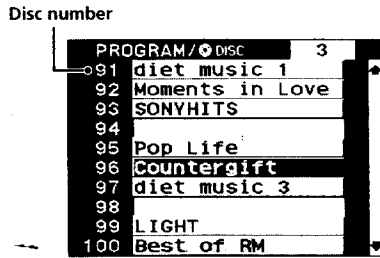 Disc number
PROGRAM/ DISC 3
91 diet music 1
92 Moments in Love
93 SONYHITS
94
95 Pop Life
96 Countergift
97 diet music 3
98
99 LIGHT
100 Best of RM